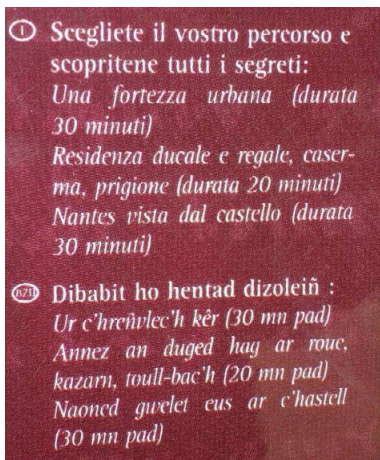 I Scegliete il vostro percorso e
scopritene tutti i segreti:
Una fortezza urbana (durata
30 minuti)
Residenza ducale e regale, caser-
ma, prigione (durata 20 minuti)
Nantes vista dal castello (durata
30 minuti)
BZH Dibabit ho hentad dizoleiñ :
Ur c'hreñvlec'h kêr (30 mn pad)
Annez an duged hag ar roue,
kazarn, toull-bac'h (20 mn pad)
Naoned gwelet eus ar c'hastell
(30 mn pad)